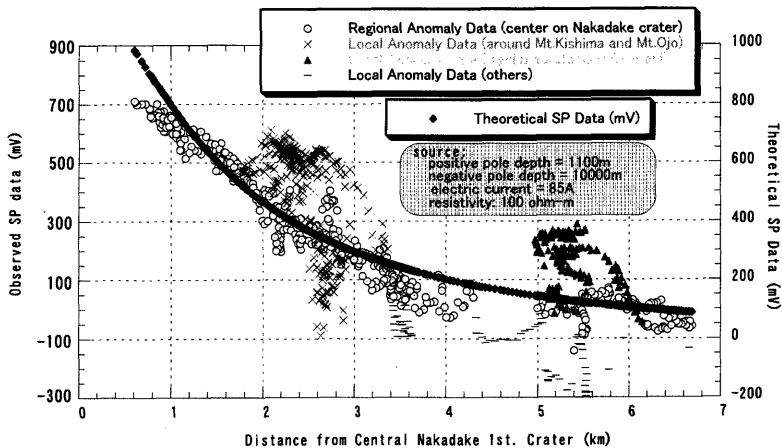 Regional Anomaly Data (center on Nakadake crater)
Local Anomaly Data (around Mt.Kishima and Mt.Ojo)
Local Anomaly Data (others)
Theoretical SP Data (mV)
source:
positive pole depth = 1100m
negative pole depth = 10000m
electric current = 85A
resistivity: 100 ohm-m
Observed SP data (mV)
900
700
500
300
100
-100
-300
1000
800
600
400
200
0
-200
Theoretical SP Data (mV)
0 1 2 3 4 5 6 7
Distance from Central Nakadake 1st. Crater (km)